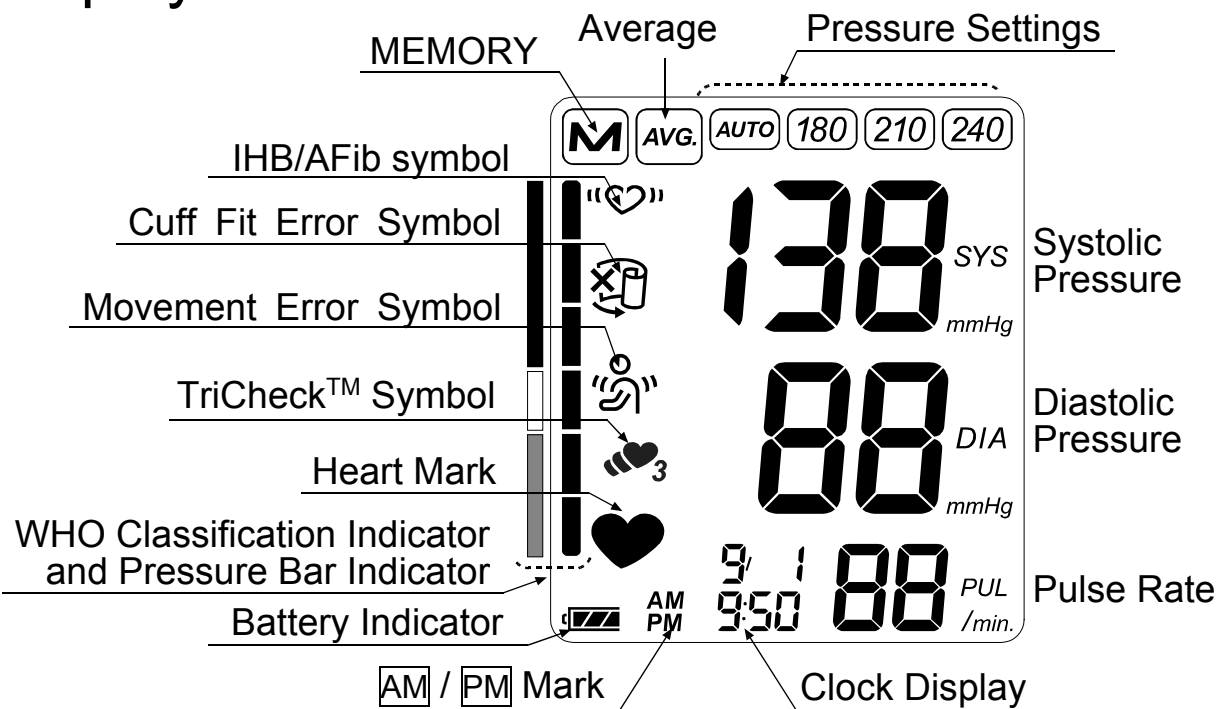 Average
Pressure Settings
MEMORY
M AVG. AUTO 180 210 240
IHB/AFib symbol
Cuff Fit Error Symbol
138 SYS mmHg
Systolic
Pressure
Movement Error Symbol
TriCheck™ Symbol
3
88 DIA mmHg
Diastolic
Pressure
Heart Mark
WHO Classification Indicator
and Pressure Bar Indicator
9/ 1
88 PUL /min.
Pulse Rate
Battery Indicator
AM
PM
9:50
AM / PM Mark
Clock Display